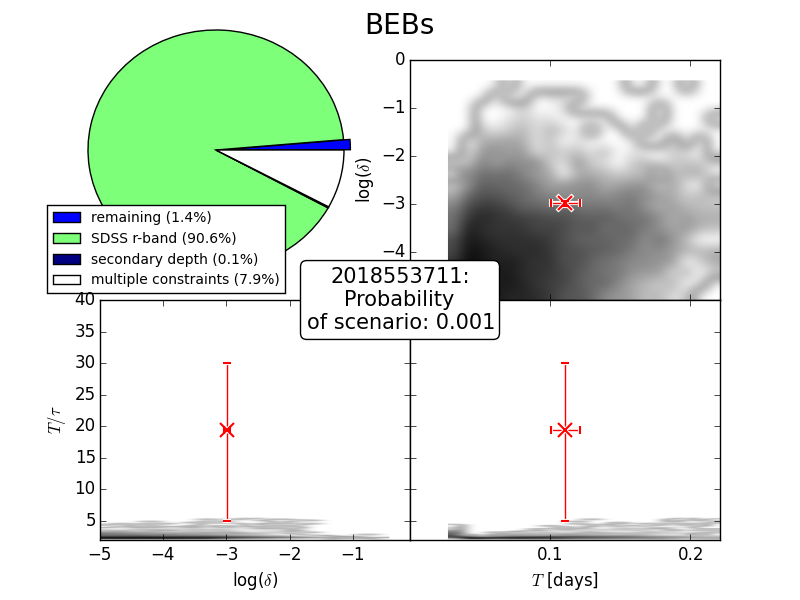 BEBs
remaining (1.4%)
SDSS r-band (90.6%)
secondary depth (0.1%)
multiple constraints (7.9%)
0
−1
−2
−3
−4
log(δ)
2018553711:
Probability
of scenario: 0.001
40
35
30
25
20
15
10
5
T/τ
−5 −4 −3 −2 −1
log(δ)
0.1 0.2
T [days]